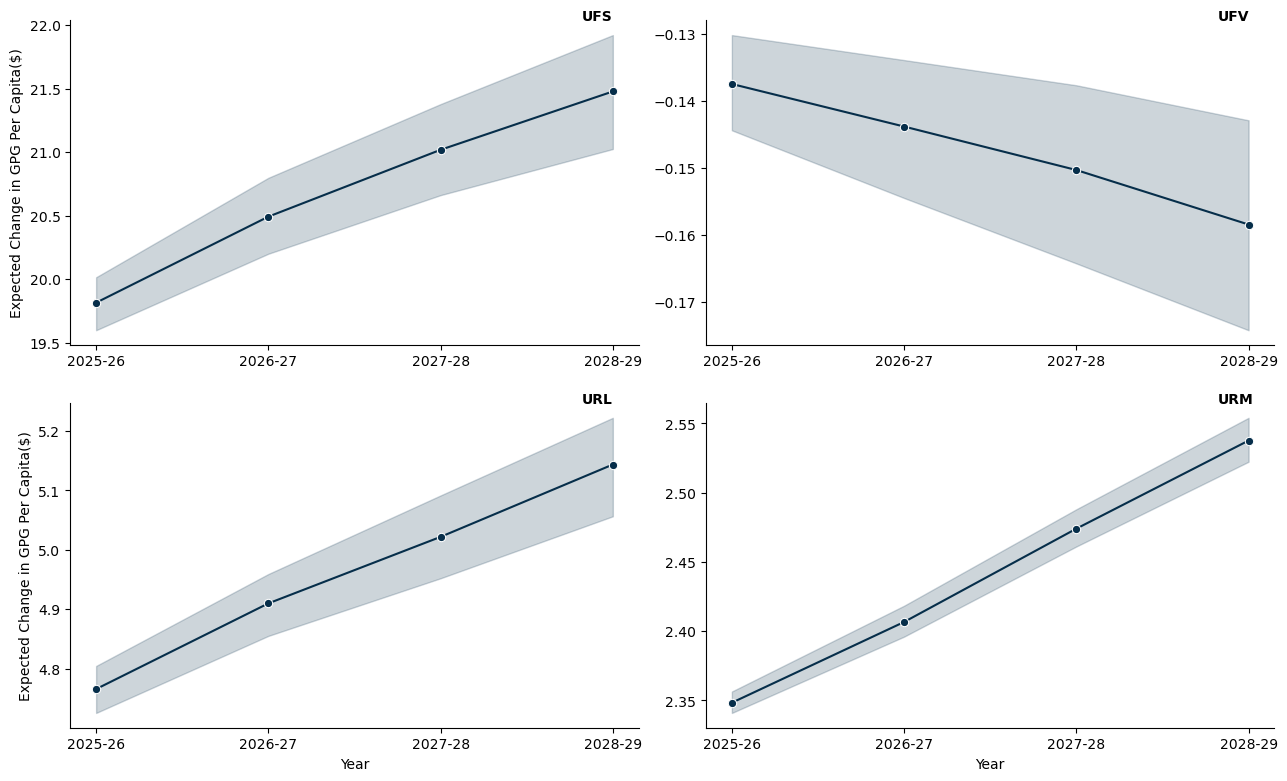 UFS
Expected Change in GPG Per Capita($)
22.0
21.5
21.0
20.5
20.0
19.5
2025-26 2026-27 2027-28 2028-29
UFV
−0.13
−0.14
−0.15
−0.16
−0.17
2025-26 2026-27 2027-28 2028-29
URL
Expected Change in GPG Per Capita($)
5.2
5.1
5.0
4.9
4.8
2025-26 2026-27 2027-28 2028-29
Year
URM
2.55
2.50
2.45
2.40
2.35
2025-26 2026-27 2027-28 2028-29
Year